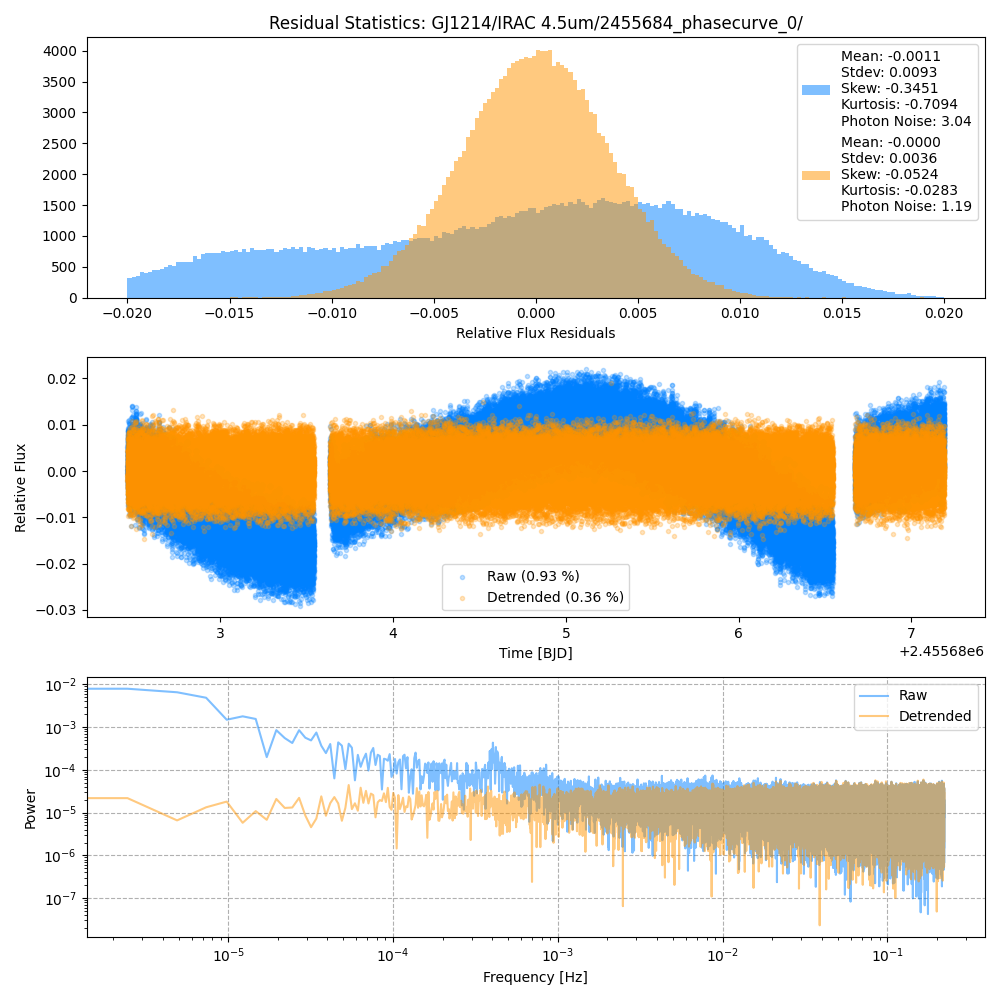 Residual Statistics: GJ1214/IRAC 4.5um/2455684_phasecurve_0/
4000
3500
3000
2500
2000
1500
1000
500
0
Mean: -0.0011
Stdev: 0.0093
Skew: -0.3451
Kurtosis: -0.7094
Photon Noise: 3.04
Mean: -0.0000
Stdev: 0.0036
Skew: -0.0524
Kurtosis: -0.0283
Photon Noise: 1.19
−0.020 −0.015 −0.010 −0.005 0.000 0.005 0.010 0.015 0.020
Relative Flux Residuals
Relative Flux
0.02
0.01
0.00
−0.01
−0.02
−0.03
Raw (0.93 %)
Detrended (0.36 %)
3 4 5 6 7
Time [BJD]
+2.45568e6
Power
10⁻²
10⁻³
10⁻⁴
10⁻⁵
10⁻⁶
10⁻⁷
Raw
Detrended
10⁻⁵ 10⁻⁴ 10⁻³ 10⁻² 10⁻¹
Frequency [Hz]